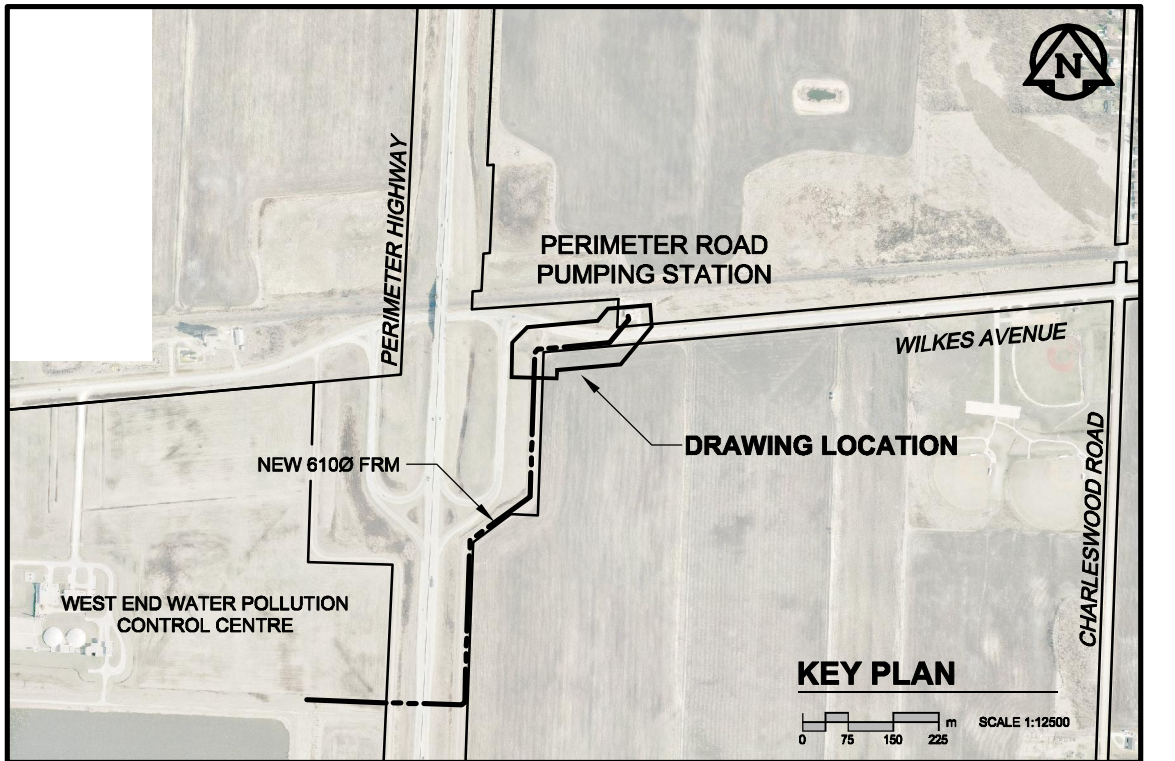 N
PERIMETER HIGHWAY
PERIMETER ROAD
PUMPING STATION
WILKES AVENUE
DRAWING LOCATION
NEW 610Ø FRM
CHARLESWOOD ROAD
WEST END WATER POLLUTION
CONTROL CENTRE
KEY PLAN
0 75 150 225 m SCALE 1:12500